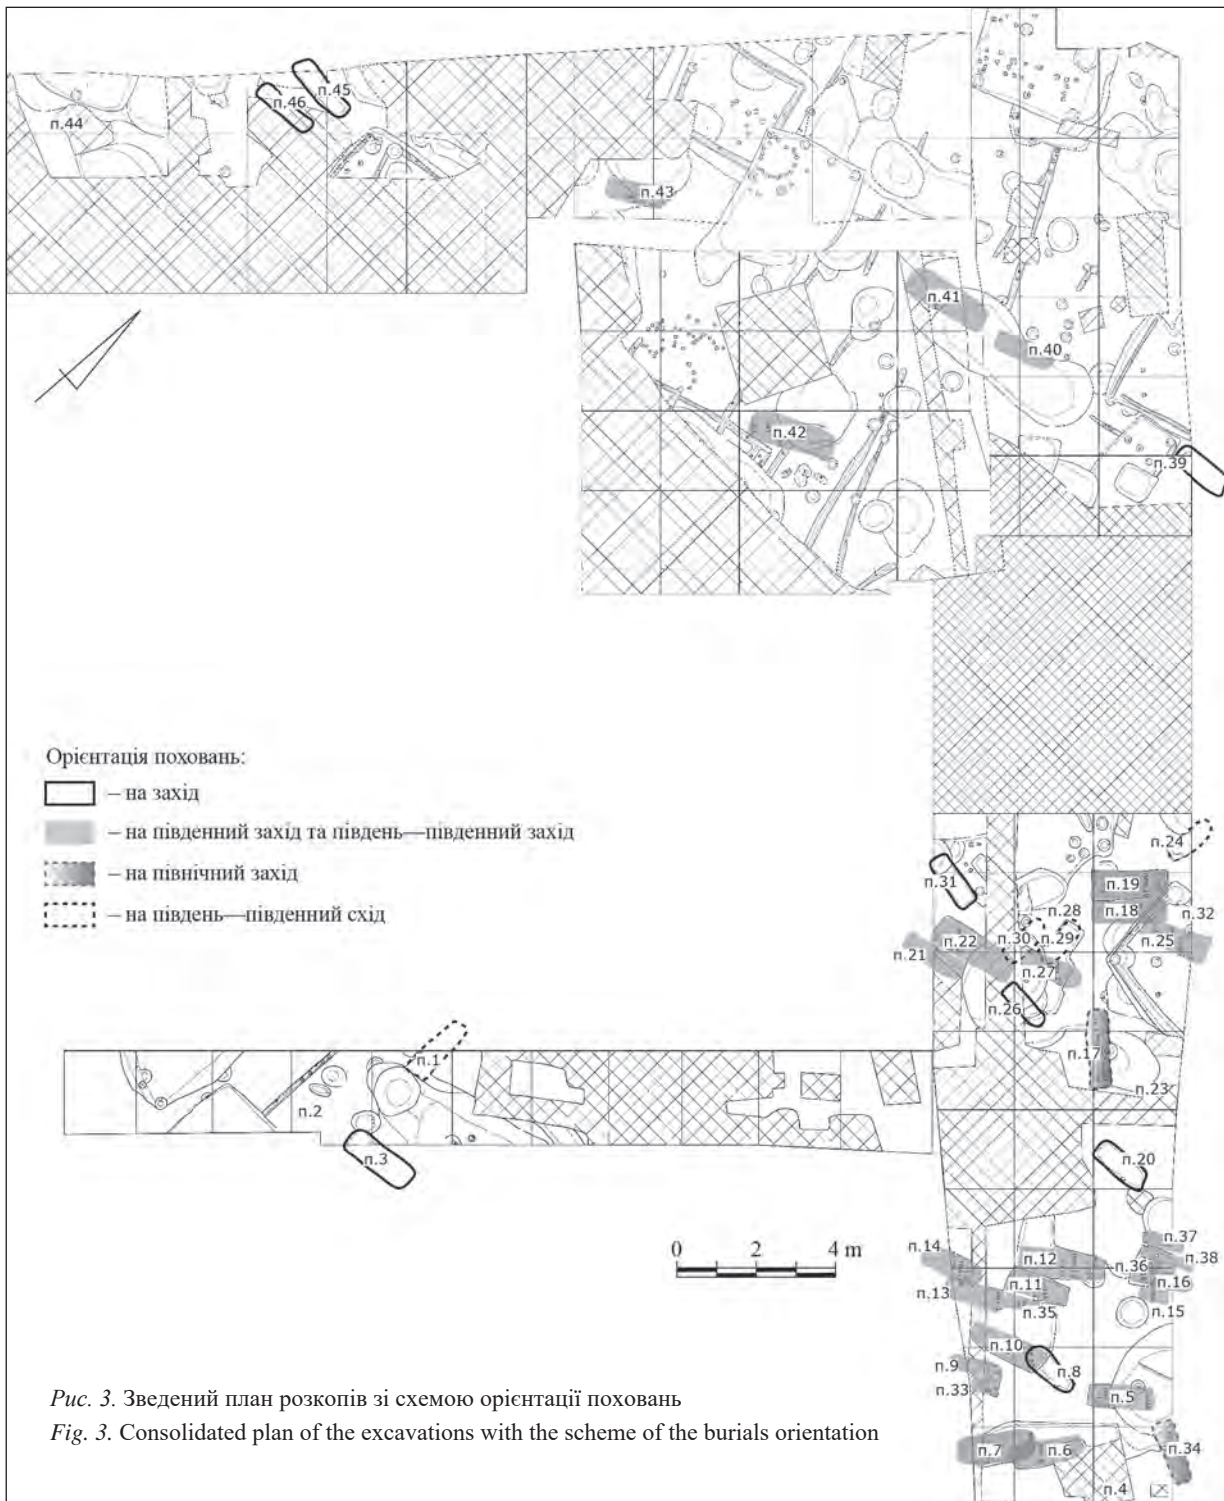 п.45
п.46
п.44
п.43
п.41
п.40
п.42
п.39
Орієнтація поховань:
– на захід
– на південний захід та південь—південний захід
– на північний захід
– на південь—південний схід
п.24
п.19
п.31
п.28
п.18
п.32
п.22
п.30
п.29
п.25
п.21
п.27
п.26
п.17
п.1
п.23
п.2
п.3
п.20
п.37
п.14
п.12
п.36
п.38
п.11
п.16
п.13
п.35
п.15
п.10
п.9
п.8
п.33
п.5
п.7
п.6
п.34
п.4
0 2 4 m
Рис. 3. Зведений план розкопів зі схемою орієнтації поховань
Fig. 3. Consolidated plan of the excavations with the scheme of the burials orientation